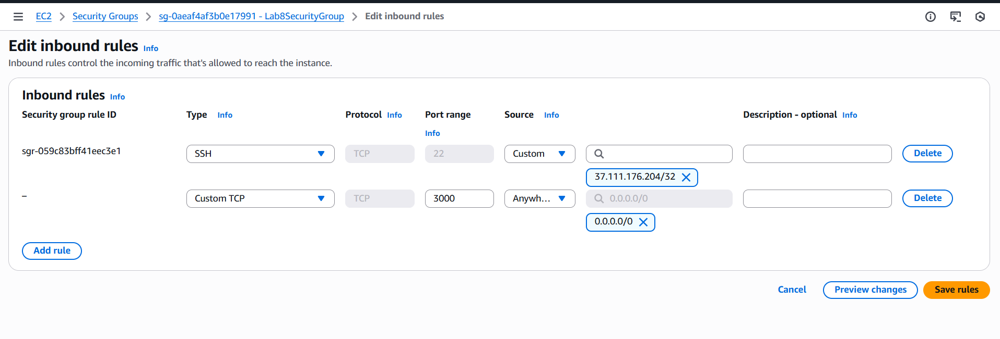 EC2 > Security Groups > sg-0aeaf4af3b0e17991 - Lab8SecurityGroup > Edit inbound rules
Edit inbound rules Info
Inbound rules control the incoming traffic that's allowed to reach the instance.
Inbound rules Info
Security group rule ID Type Info Protocol Info Port range Info Source Info Description - optional Info
sgr-059c83bff41eec3e1 SSH TCP 22 Custom Delete
37.111.176.204/32
– Custom TCP TCP 3000 Anywh... 0.0.0.0/0 Delete
0.0.0.0/0
Add rule
Cancel Preview changes Save rules